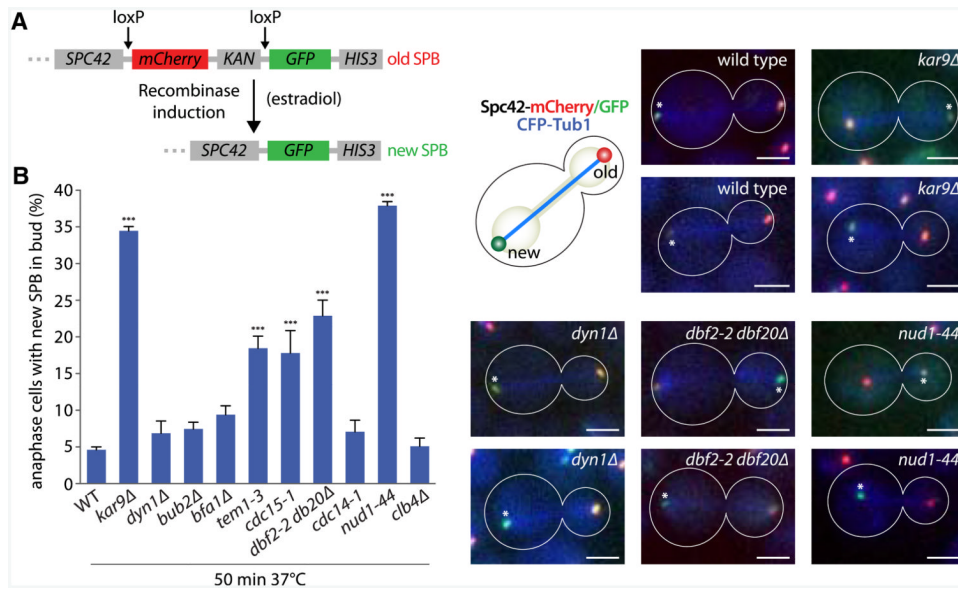 A
loxP loxP
SPC42 mCherry KAN GFP HIS3 old SPB
Recombinase induction (estradiol)
SPC42 GFP HIS3 new SPB
B
anaphase cells with new SPB in bud (%)
40
35
30
25
20
15
10
5
0
*** *** *** *** ***
WT kar9Δ dyn1Δ bub2Δ bfa1Δ tem1-3 cdc15-1 dbf2-2 db20Δ cdc14-1 nud1-44 clb4Δ
50 min 37°C
Spc42-mCherry/GFP
CFP-Tub1
old
new
wild type kar9Δ
* *
wild type kar9Δ
* *
dyn1Δ dbf2-2 dbf20Δ nud1-44
* * *
dyn1Δ dbf2-2 dbf20Δ nud1-44
* * *